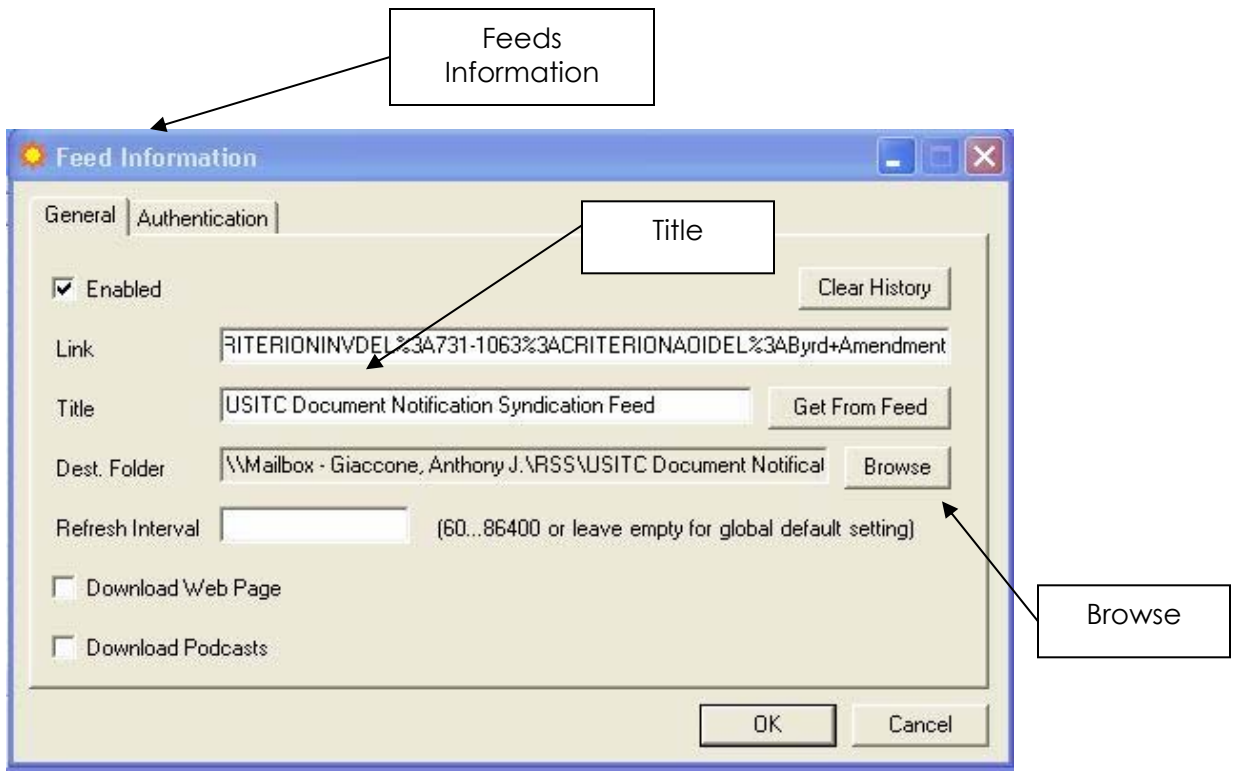 Feeds
Information
Feed Information
General Authentication
Title
Enabled Clear History
Link RITERIONINVDEL%3A731-1063%3ACRITERIONAOIDEL%3AByrd+Amendment
Title USITC Document Notification Syndication Feed Get From Feed
Dest. Folder \\Mailbox - Giaccone, Anthony J.\RSS\USITC Document Notificat Browse
Refresh Interval (60...86400 or leave empty for global default setting)
Download Web Page
Browse
Download Podcasts
OK Cancel